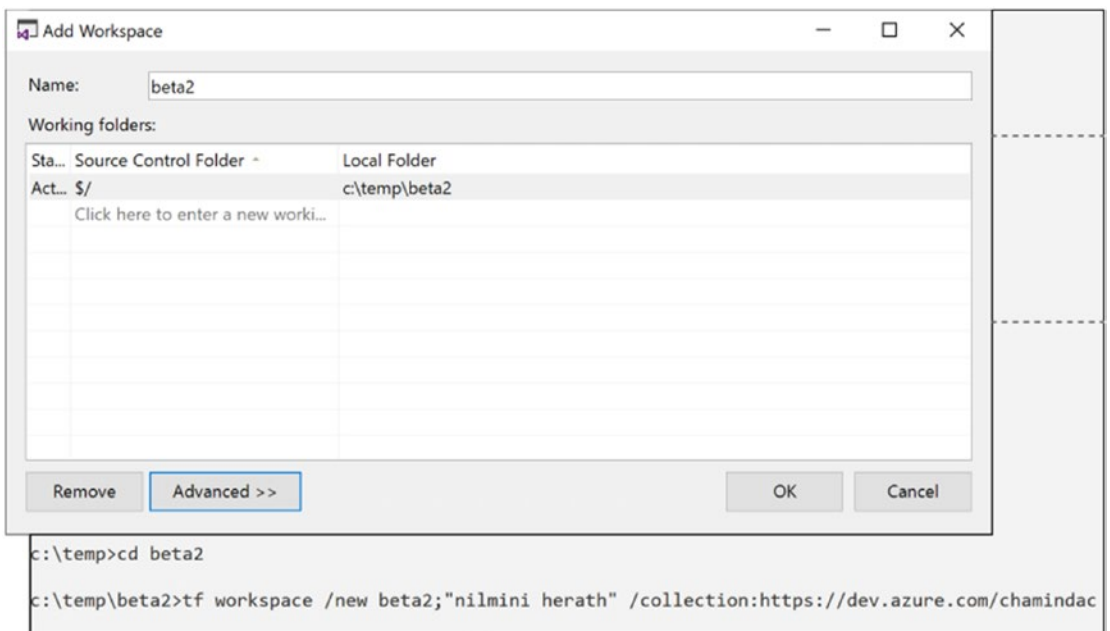 Add Workspace
Name: beta2
Working folders:
Sta... Source Control Folder Local Folder
Act... $/ c:\temp\beta2
Click here to enter a new worki...
Remove Advanced >> OK Cancel
c:\temp>cd beta2
c:\temp\beta2>tf workspace /new beta2;"nilmini herath" /collection:https://dev.azure.com/chamindac